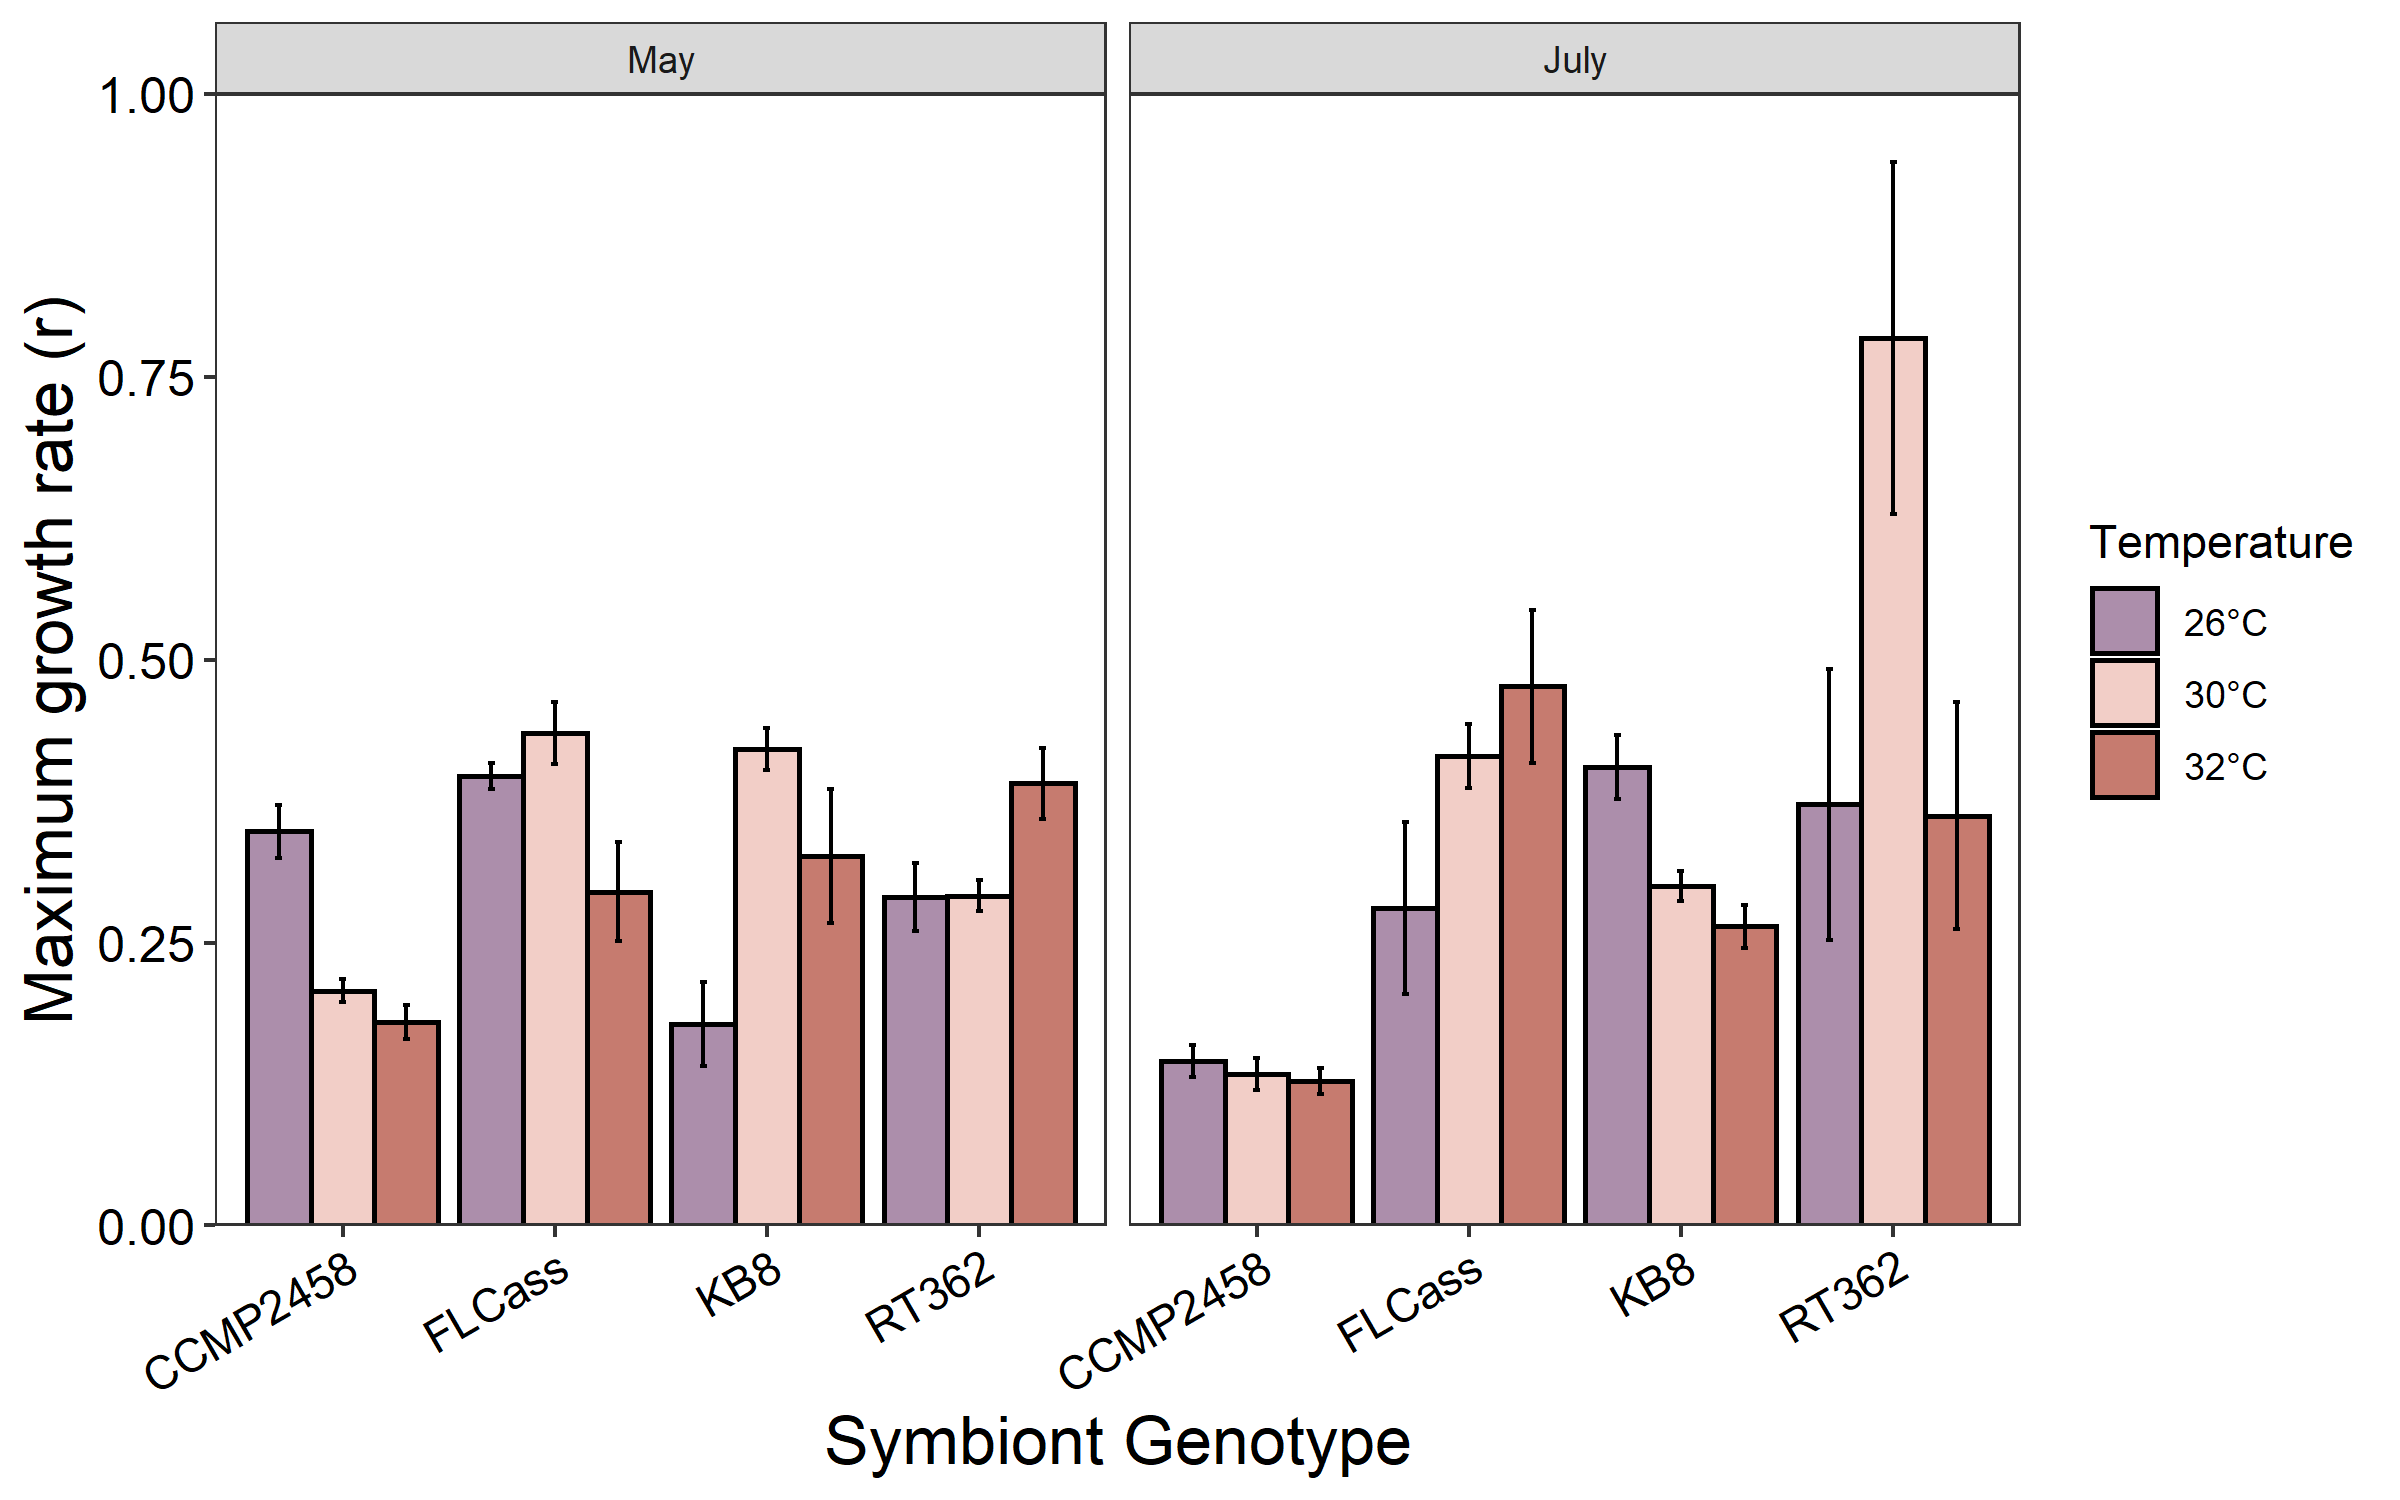 May
July
Maximum growth rate (r)
1.00
0.75
0.50
0.25
0.00
CCMP2458
FLCass
KB8
RT362
CCMP2458
FLCass
KB8
RT362
Symbiont Genotype
Temperature
26°C
30°C
32°C